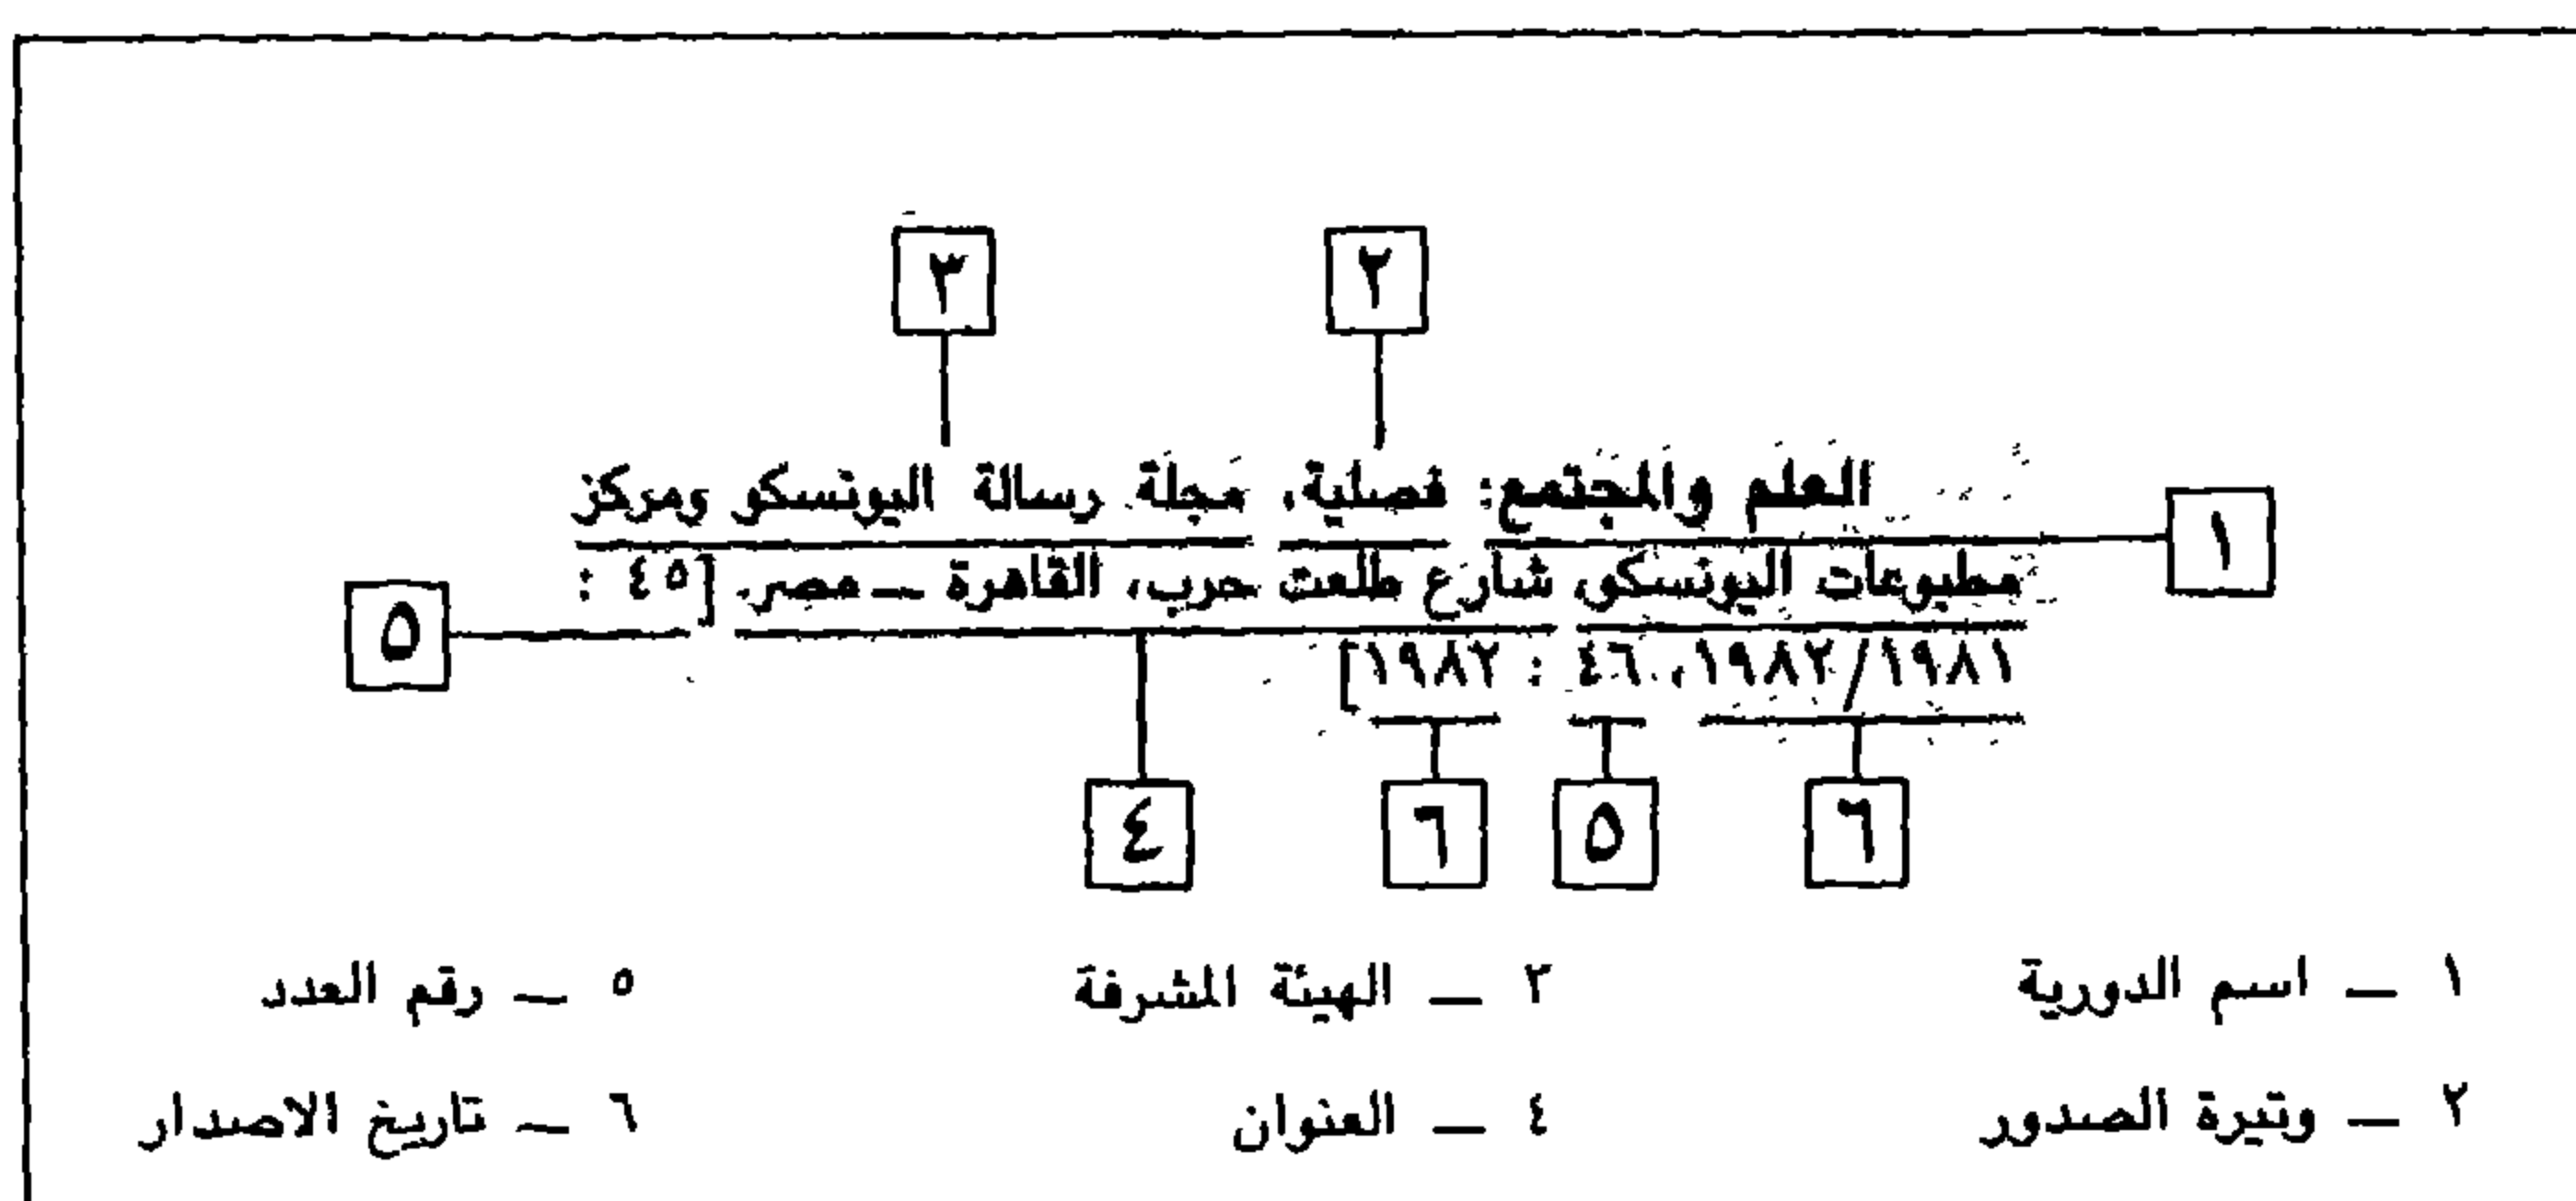 ٢ ٣
العلم والمجتمع: فصلية، مجلة رسالة اليونسكو ومركز
١
مطبوعات اليونسكو، شارع طلعت حرب، القاهرة – مصر. [٤٥ :
٥
١٩٨١/١٩٨٢، ٤٦ : ١٩٨٢]
٦ ٥ ٦ ٤
١ – اسم الدورية ٣ – الهيئة المشرفة ٥ – رقم العدد
٢ – وتيرة الصدور ٤ – العنوان ٦ – تاريخ الاصدار